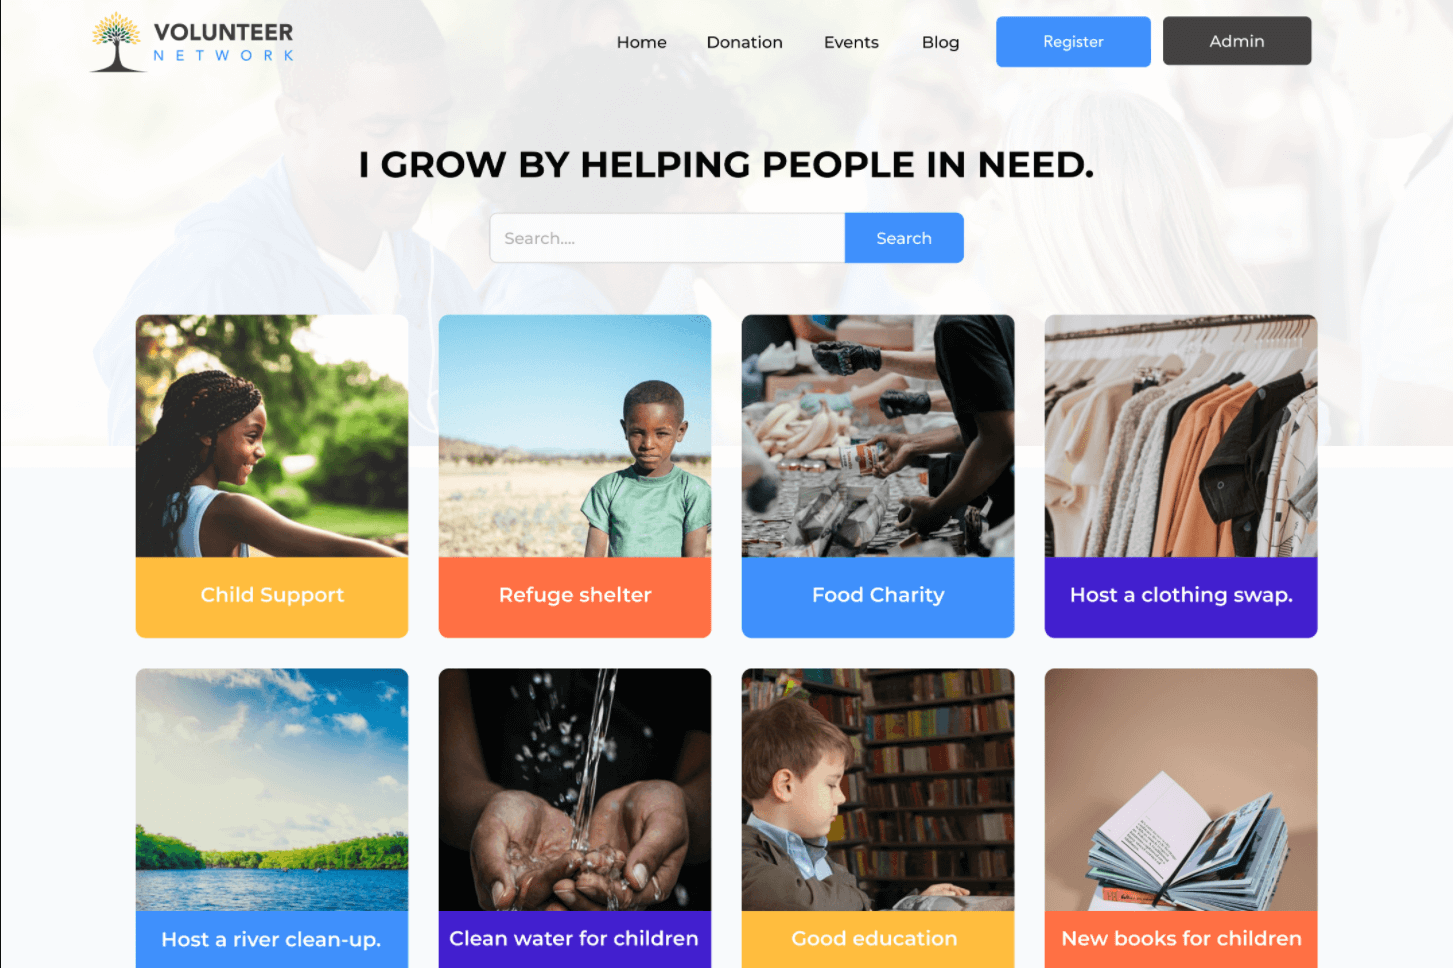 VOLUNTEER
NETWORK
Home Donation Events Blog Register Admin
I GROW BY HELPING PEOPLE IN NEED.
Search.... Search
Child Support
Refuge shelter
Food Charity
Host a clothing swap.
Host a river clean-up.
Clean water for children
Good education
New books for children